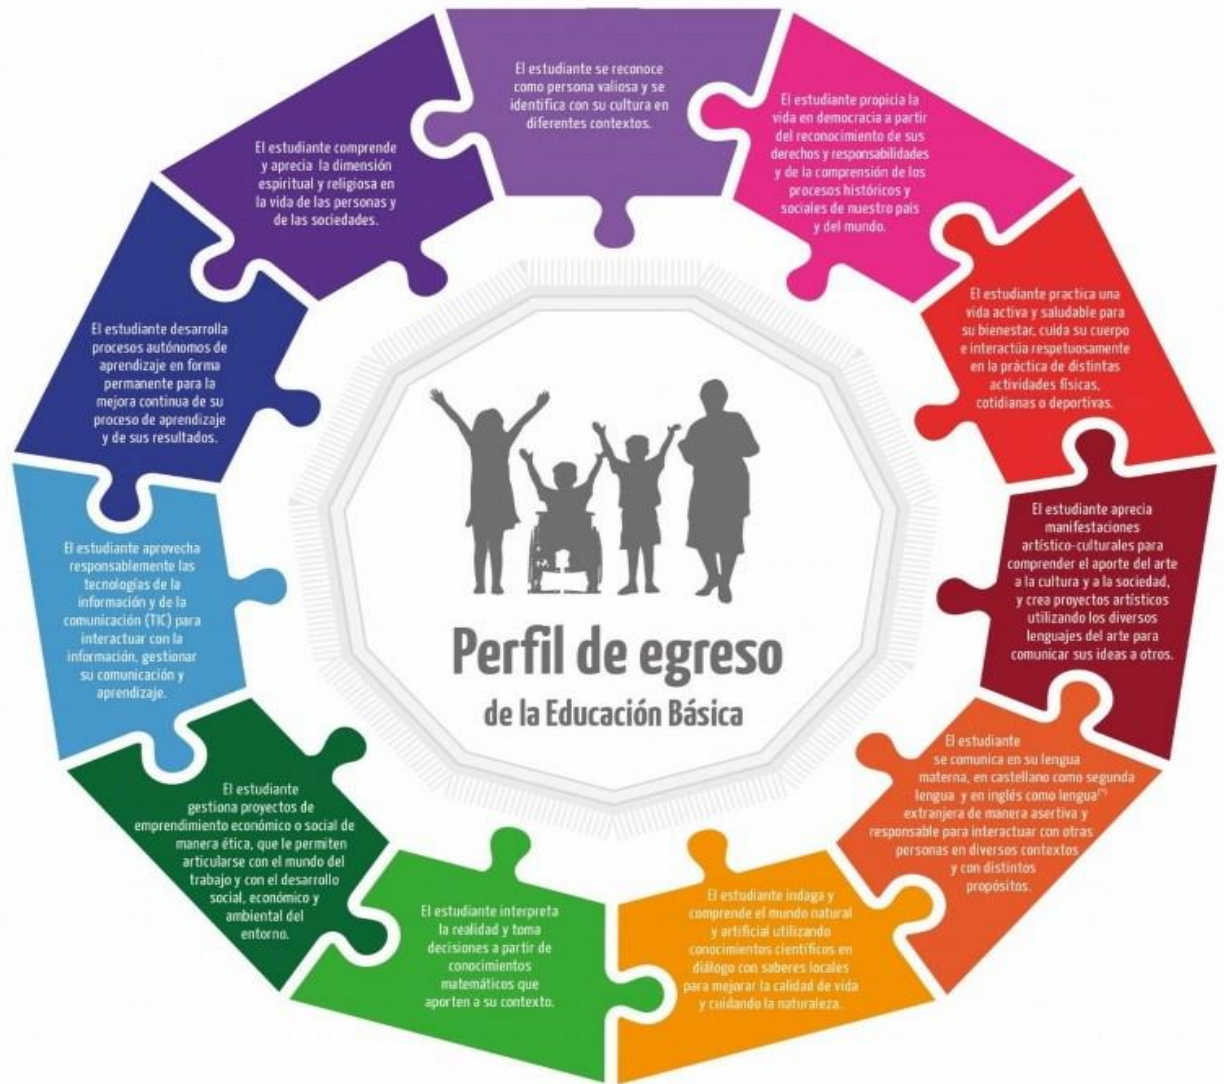 El estudiante se reconoce
como persona valiosa y se
identifica con su cultura en
diferentes contextos.
El estudiante propicia la
vida en democracia a partir
del reconocimiento de sus
derechos y responsabilidades
y de la comprensión de los
procesos históricos y
sociales de nuestro país
y del mundo.
El estudiante practica una
vida activa y saludable para
su bienestar, cuida su cuerpo
e interactúa respetuosamente
en la práctica de distintas
actividades físicas,
cotidianas o deportivas.
El estudiante aprecia
manifestaciones
artístico-culturales para
comprender el aporte del arte
a la cultura y a la sociedad,
y crea proyectos artísticos
utilizando los diversos
lenguajes del arte para
comunicar sus ideas a otros.
El estudiante
se comunica en su lengua
materna, en castellano como segunda
lengua y en inglés como lengua(*)
extranjera de manera asertiva y
responsable para interactuar con otras
personas en diversos contextos
y con distintos
propósitos.
El estudiante indaga y
comprende el mundo natural
y artificial utilizando
conocimientos científicos en
diálogo con saberes locales
para mejorar la calidad de vida
y cuidando la naturaleza.
El estudiante interpreta
la realidad y toma
decisiones a partir de
conocimientos
matemáticos que
aporten a su contexto.
El estudiante
gestiona proyectos de
emprendimiento económico o social de
manera ética, que le permiten
articularse con el mundo del
trabajo y con el desarrollo
social, económico y
ambiental del
entorno.
El estudiante aprovecha
responsablemente las
tecnologías de la
información y de la
comunicación (TIC) para
interactuar con la
información, gestionar
su comunicación y
aprendizaje.
El estudiante desarrolla
procesos autónomos de
aprendizaje en forma
permanente para la
mejora continua de su
proceso de aprendizaje
y de sus resultados.
El estudiante comprende
y aprecia la dimensión
espiritual y religiosa en
la vida de las personas y
de las sociedades.
Perfil de egreso
de la Educación Básica